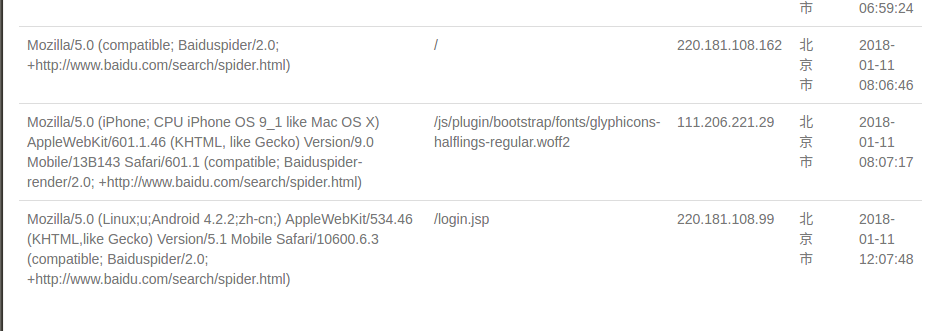 市 06:59:24
Mozilla/5.0 (compatible; Baiduspider/2.0; / 220.181.108.162 北 2018-
+http://www.baidu.com/search/spider.html) 京 01-11
市 08:06:46
Mozilla/5.0 (iPhone; CPU iPhone OS 9_1 like Mac OS X) /js/plugin/bootstrap/fonts/glyphicons- 111.206.221.29 北 2018-
AppleWebKit/601.1.46 (KHTML, like Gecko) Version/9.0 halflings-regular.woff2 京 01-11
Mobile/13B143 Safari/601.1 (compatible; Baiduspider- 市 08:07:17
render/2.0; +http://www.baidu.com/search/spider.html)
Mozilla/5.0 (Linux;u;Android 4.2.2;zh-cn;) AppleWebKit/534.46 /login.jsp 220.181.108.99 北 2018-
(KHTML,like Gecko) Version/5.1 Mobile Safari/10600.6.3 京 01-11
(compatible; Baiduspider/2.0; 市 12:07:48
+http://www.baidu.com/search/spider.html)